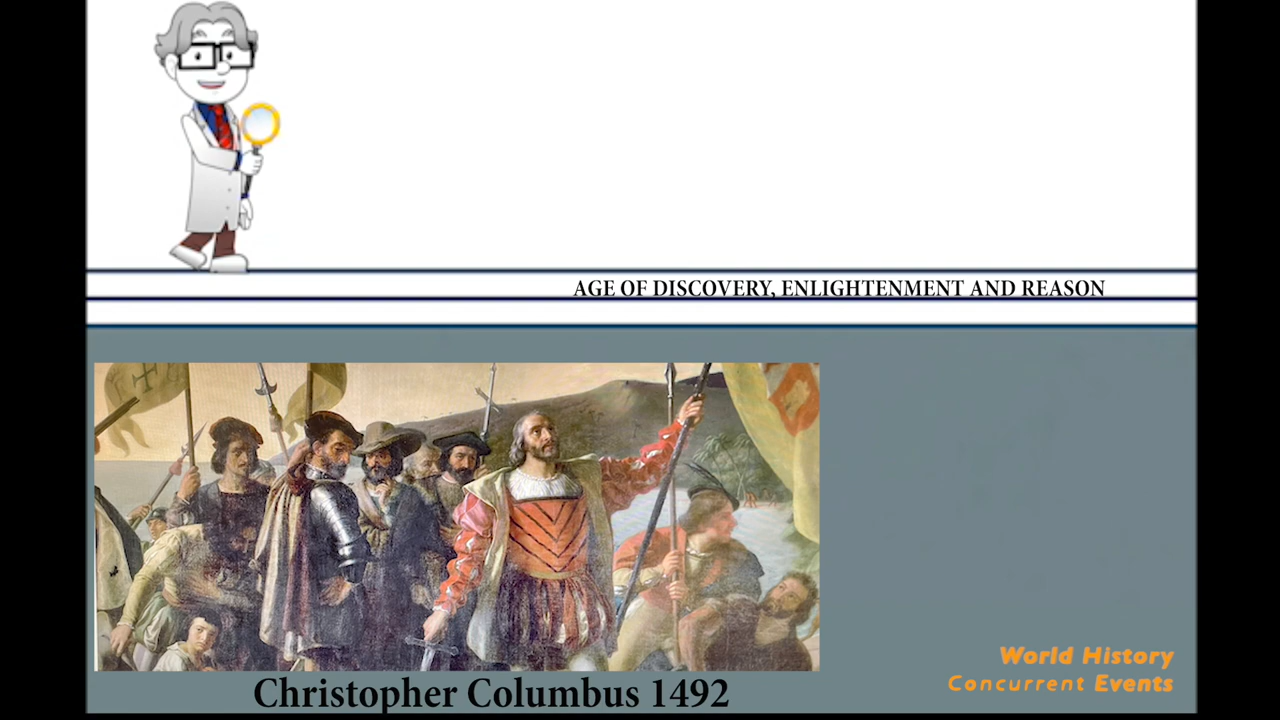 AGE OF DISCOVERY, ENLIGHTENMENT AND REASON
Christopher Columbus 1492
World History
Concurrent Events